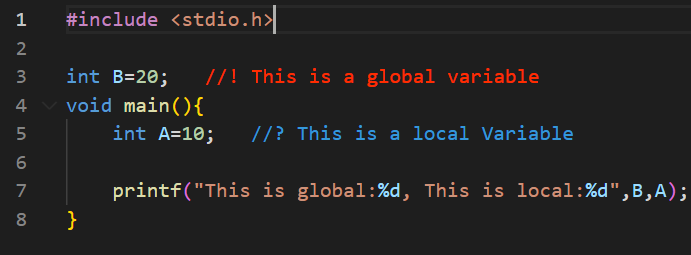 1 #include <stdio.h>
2
3 int B=20;   //! This is a global variable
4 void main(){
5     int A=10;   //? This is a local Variable
6
7     printf("This is global:%d, This is local:%d",B,A);
8 }